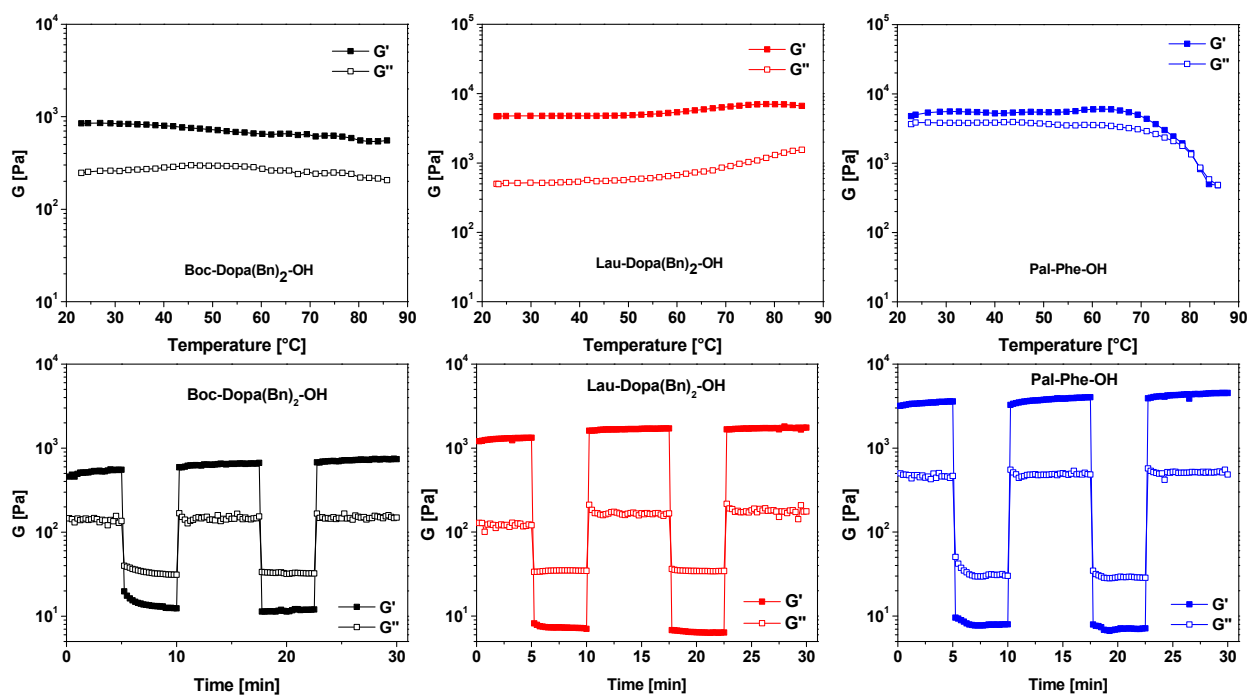 10⁴
10³
10²
10¹
G [Pa]
G'
G''
Boc-Dopa(Bn)₂-OH
20 30 40 50 60 70 80 90
Temperature [°C]
10⁵
10⁴
10³
10²
10¹
G [Pa]
G'
G''
Lau-Dopa(Bn)₂-OH
20 30 40 50 60 70 80 90
Temperature [°C]
10⁵
10⁴
10³
10²
10¹
G [Pa]
G'
G''
Pal-Phe-OH
20 30 40 50 60 70 80 90
Temperature [°C]
10⁴
10³
10²
10¹
G [Pa]
Boc-Dopa(Bn)₂-OH
G'
G''
0 10 20 30
Time [min]
10⁴
10³
10²
10¹
G [Pa]
Lau-Dopa(Bn)₂-OH
G'
G''
0 5 10 15 20 25 30
Time [min]
10⁴
10³
10²
10¹
G [Pa]
Pal-Phe-OH
G'
G''
0 5 10 15 20 25 30
Time [min]